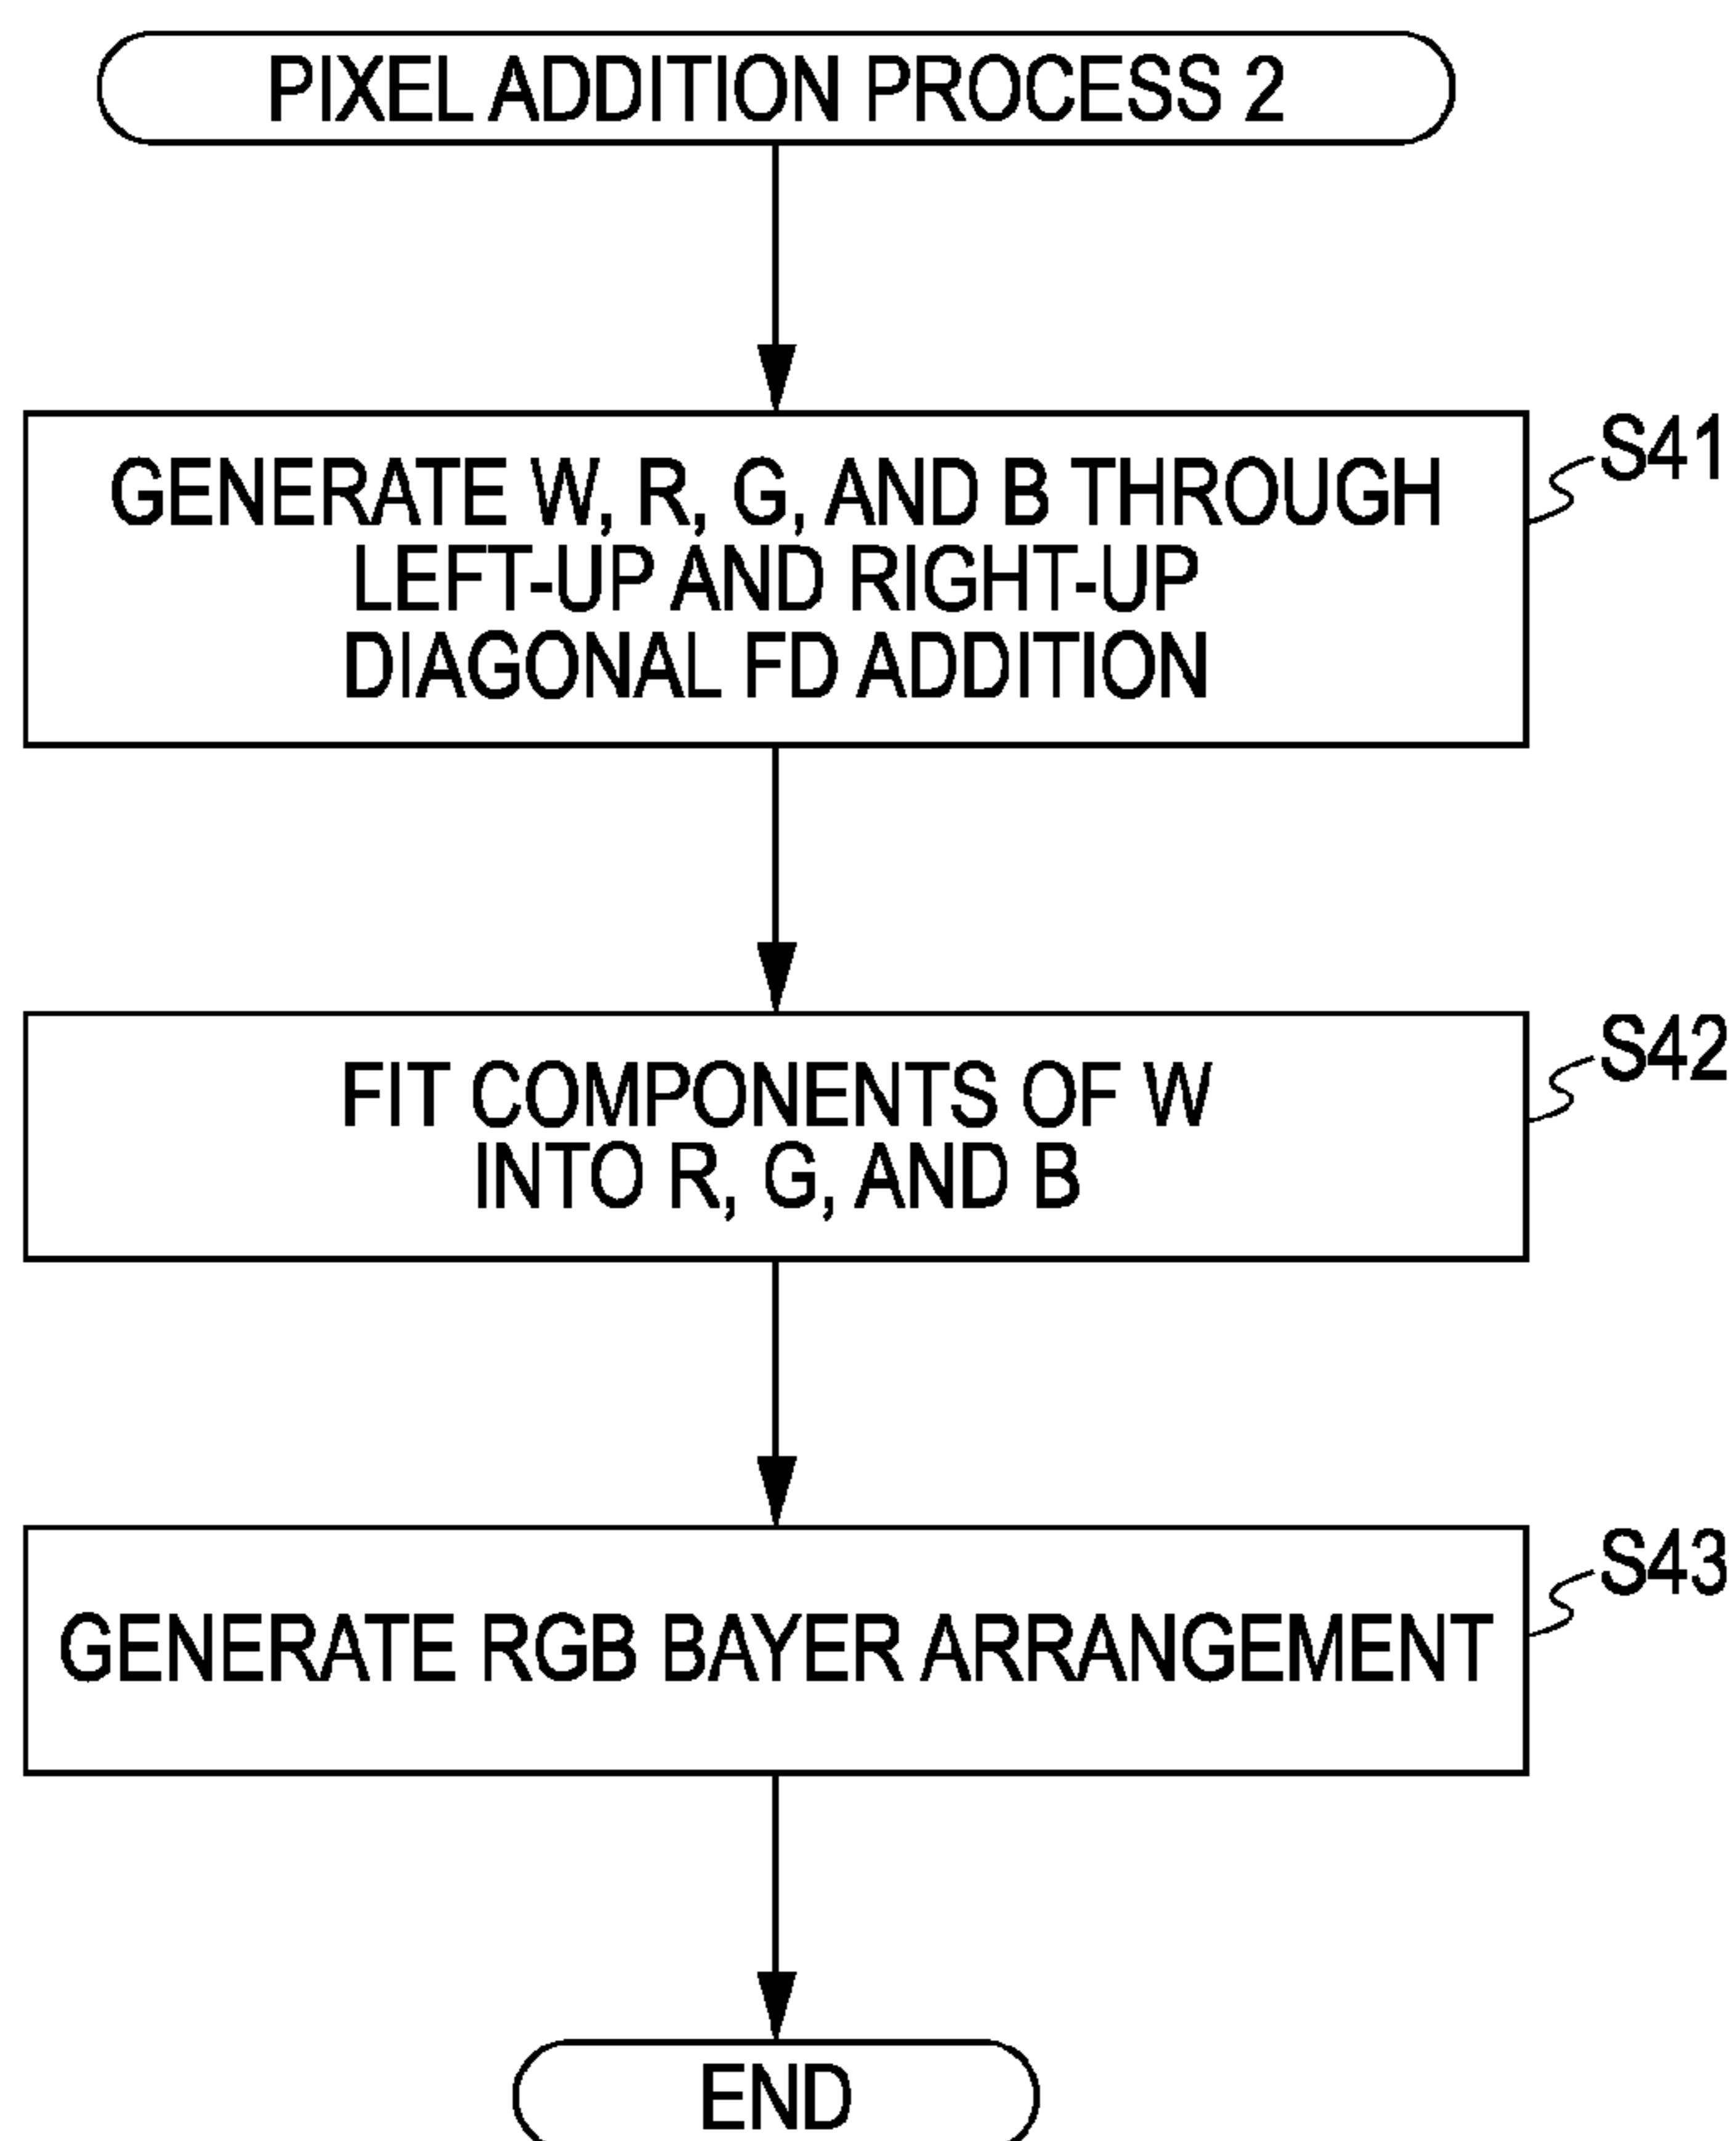 PIXEL ADDITION PROCESS 2
GENERATE W, R, G, AND B THROUGH
LEFT-UP AND RIGHT-UP
DIAGONAL FD ADDITION
S41
FIT COMPONENTS OF W
INTO R, G, AND B
S42
GENERATE RGB BAYER ARRANGEMENT
S43
END